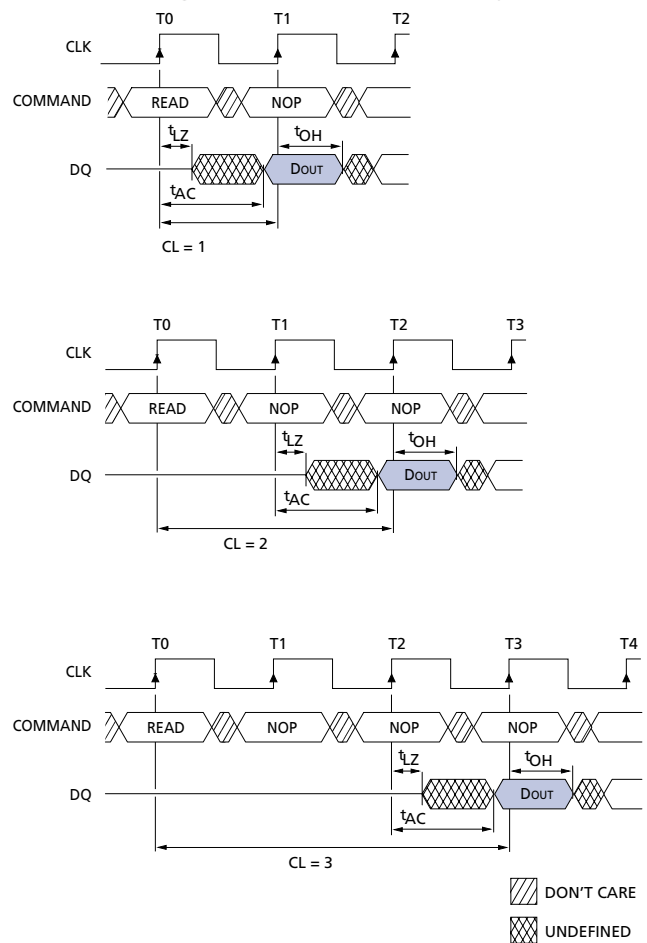 T0 T1 T2
CLK
COMMAND READ NOP
tLZ tOH
DQ DOUT
tAC
CL = 1
T0 T1 T2 T3
CLK
COMMAND READ NOP NOP
tLZ tOH
DQ DOUT
tAC
CL = 2
T0 T1 T2 T3 T4
CLK
COMMAND READ NOP NOP NOP
tLZ tOH
DQ DOUT
tAC
CL = 3
DON'T CARE
UNDEFINED